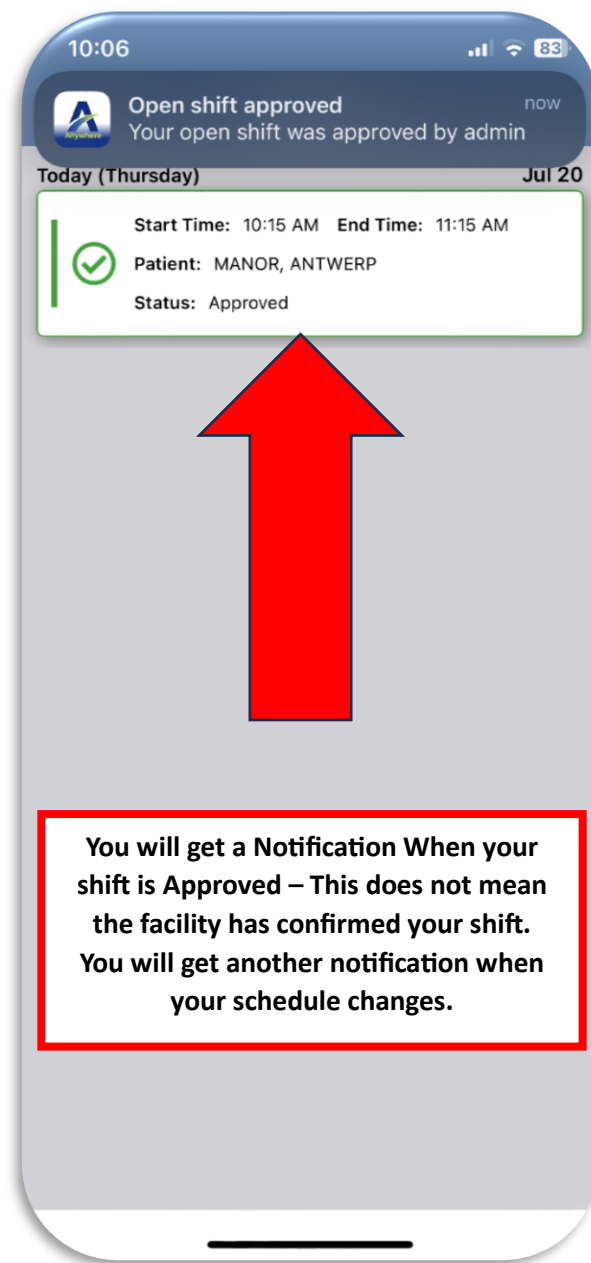 10:06
83
Open shift approved
now
Your open shift was approved by admin
Anywhere
Today (Thursday)
Jul 20
Start Time: 10:15 AM End Time: 11:15 AM
Patient: MANOR, ANTWERP
Status: Approved
You will get a Notification When your
shift is Approved – This does not mean
the facility has confirmed your shift.
You will get another notification when
your schedule changes.